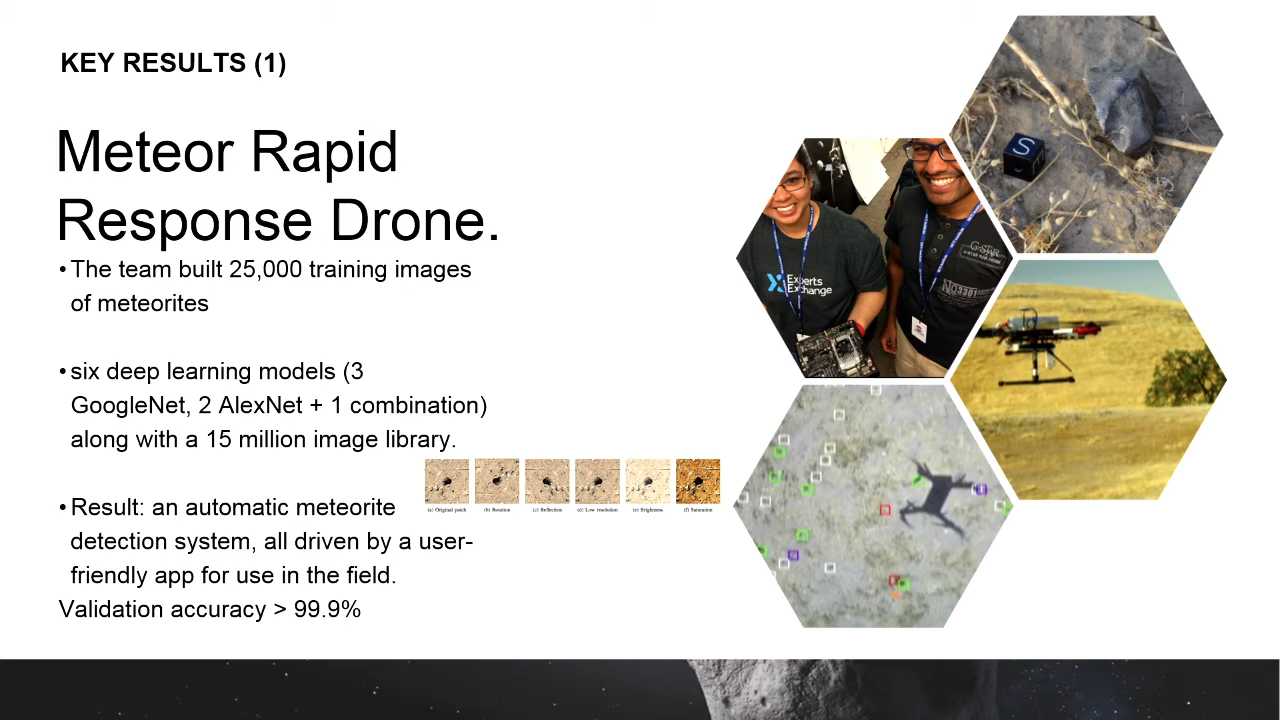 KEY RESULTS (1)
Meteor Rapid
Response Drone.
•The team built 25,000 training images
of meteorites
•six deep learning models (3
GoogleNet, 2 AlexNet + 1 combination)
along with a 15 million image library.
•Result: an automatic meteorite
detection system, all driven by a user-
friendly app for use in the field.
Validation accuracy > 99.9%
(a) Original patch (b) Rotation (c) Reflection (d) Low resolution (e) Brightness (f) Saturation
S
Experts
Exchange
G-STAR